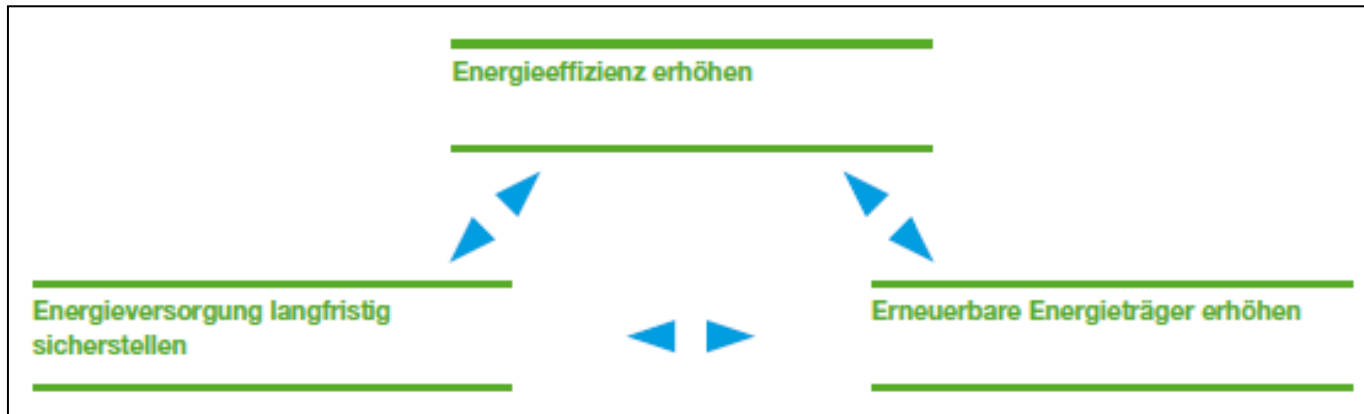 Energieeffizienz erhöhen
Energieversorgung langfristig
sicherstellen
Erneuerbare Energieträger erhöhen